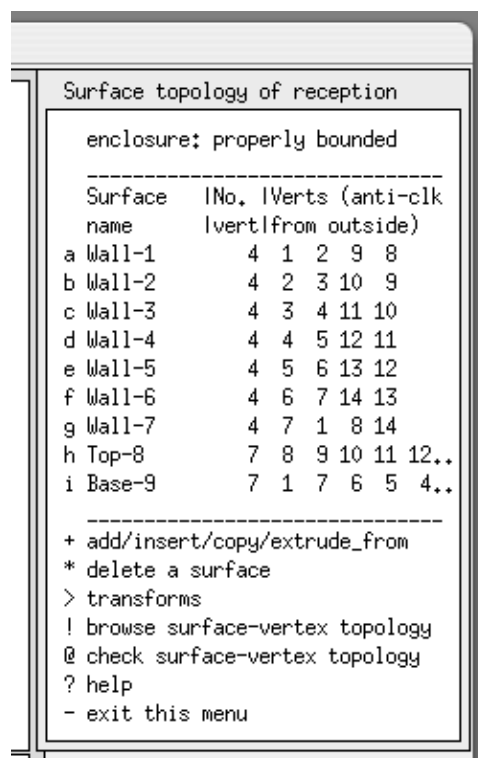 Surface topology of reception
enclosure: properly bounded
Surface |No. |Verts (anti-clk
name |vert|from outside)
a Wall-1 4 1 2 9 8
b Wall-2 4 2 3 10 9
c Wall-3 4 3 4 11 10
d Wall-4 4 4 5 12 11
e Wall-5 4 5 6 13 12
f Wall-6 4 6 7 14 13
g Wall-7 4 7 1 8 14
h Top-8 7 8 9 10 11 12..
i Base-9 7 1 7 6 5 4..
+ add/insert/copy/extrude_from
* delete a surface
> transforms
! browse surface-vertex topology
@ check surface-vertex topology
? help
- exit this menu